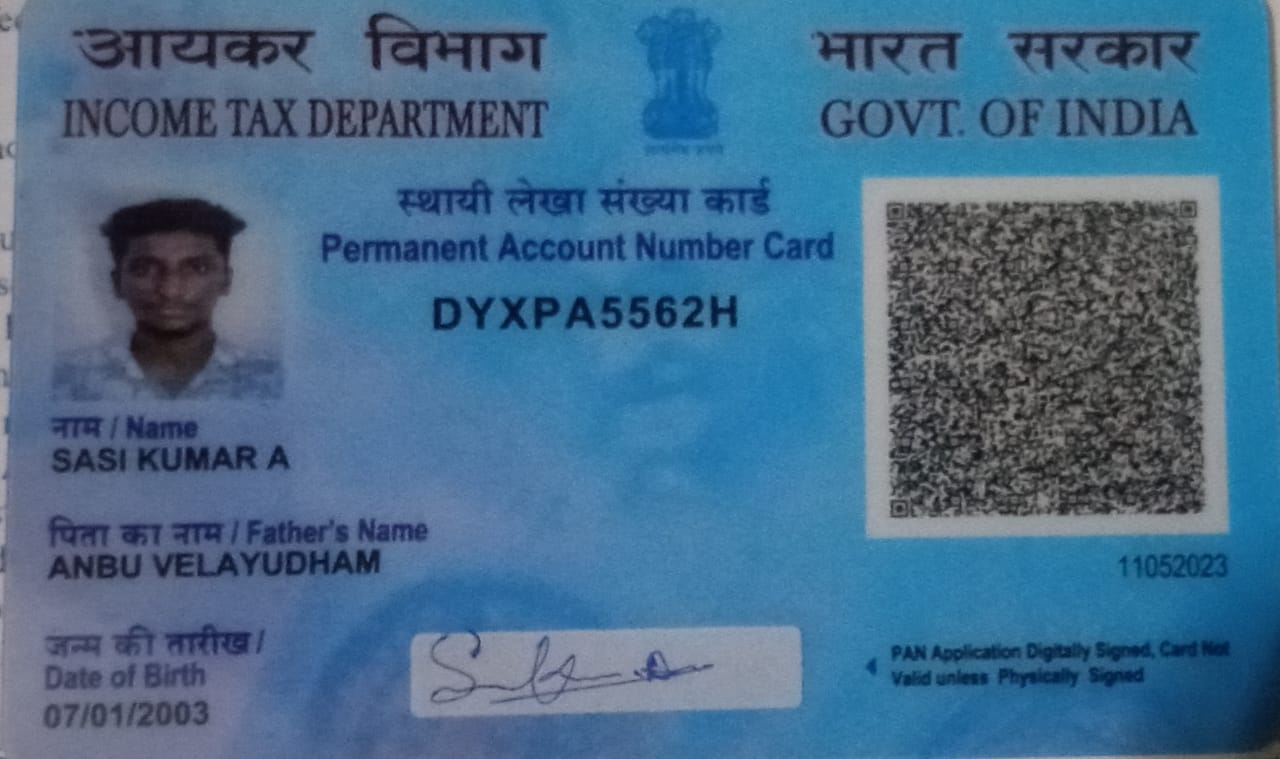 आयकर विभाग
INCOME TAX DEPARTMENT
भारत सरकार
GOVT. OF INDIA
स्थायी लेखा संख्या कार्ड
Permanent Account Number Card
DYXPA5562H
नाम / Name
SASI KUMAR A
पिता का नाम / Father's Name
ANBU VELAYUDHAM
जन्म की तारीख /
Date of Birth
07/01/2003
11052023
PAN Application Digitally Signed, Card Not
Valid unless Physically Signed